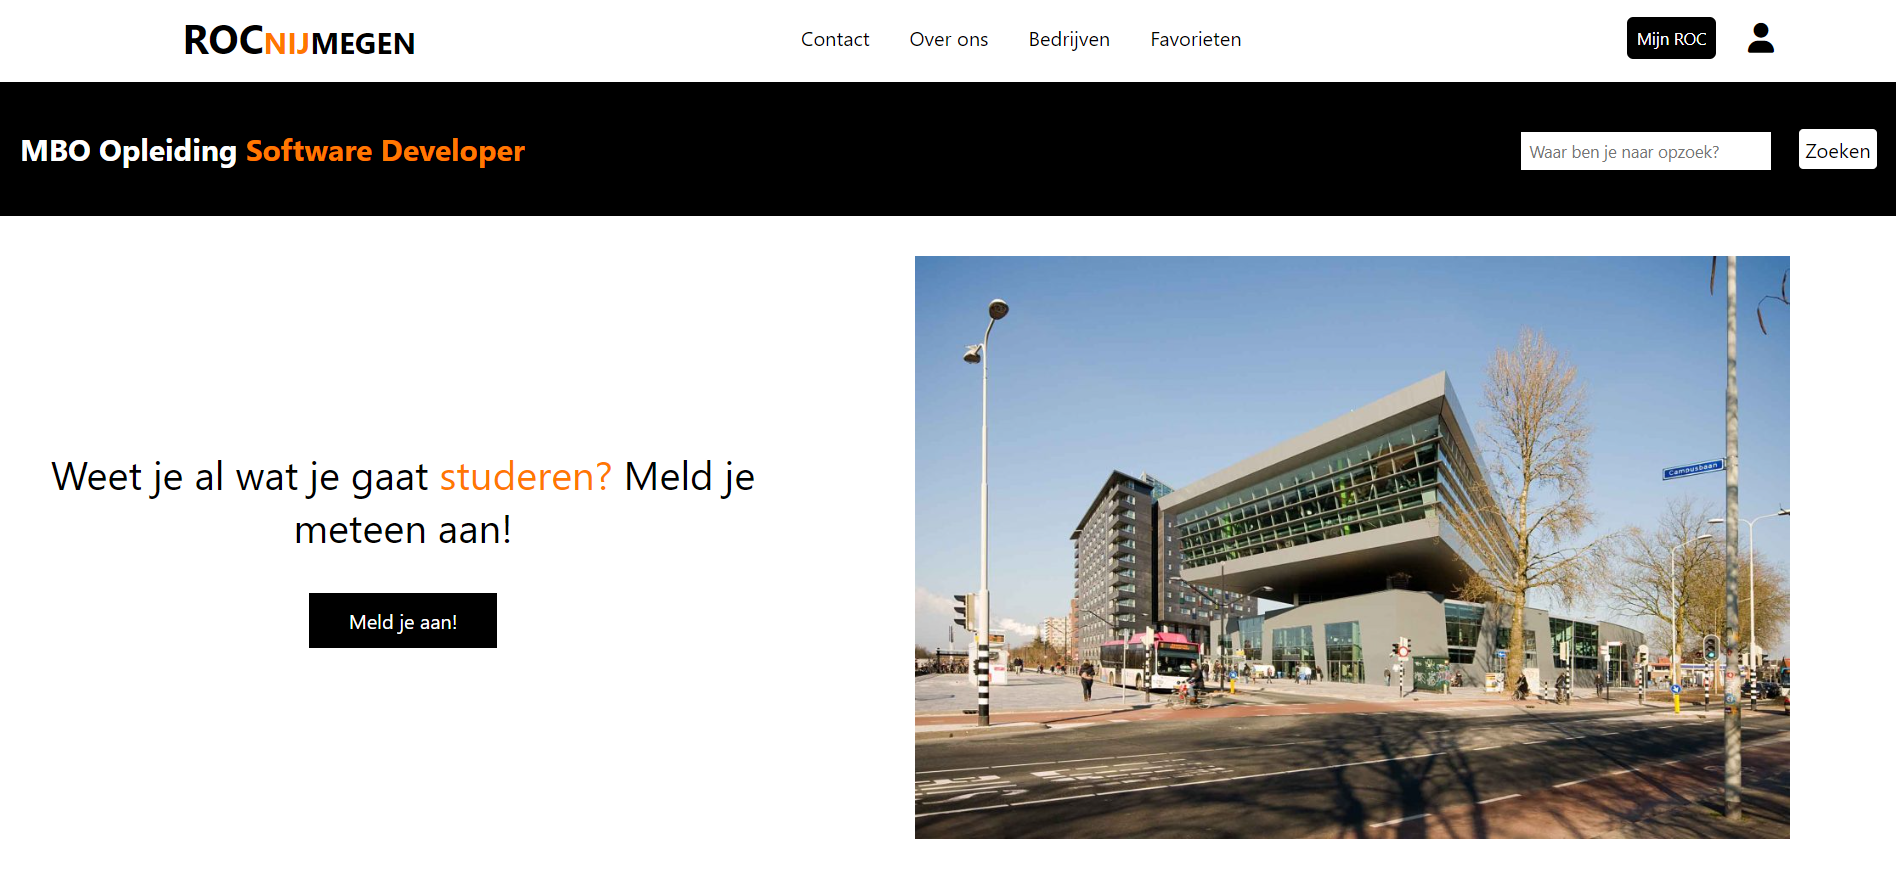 ROCNIJMEGEN
Contact
Over ons
Bedrijven
Favorieten
Mijn ROC
MBO Opleiding Software Developer
Waar ben je naar opzoek?
Zoeken
Weet je al wat je gaat studeren? Meld je
meteen aan!
Meld je aan!
Campusbaan